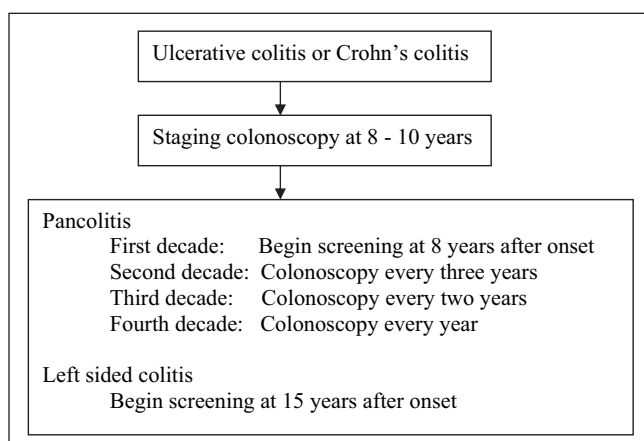 Ulcerative colitis or Crohn’s colitis
Staging colonoscopy at 8 - 10 years
Pancolitis
First decade: Begin screening at 8 years after onset
Second decade: Colonoscopy every three years
Third decade: Colonoscopy every two years
Fourth decade: Colonoscopy every year
Left sided colitis
Begin screening at 15 years after onset